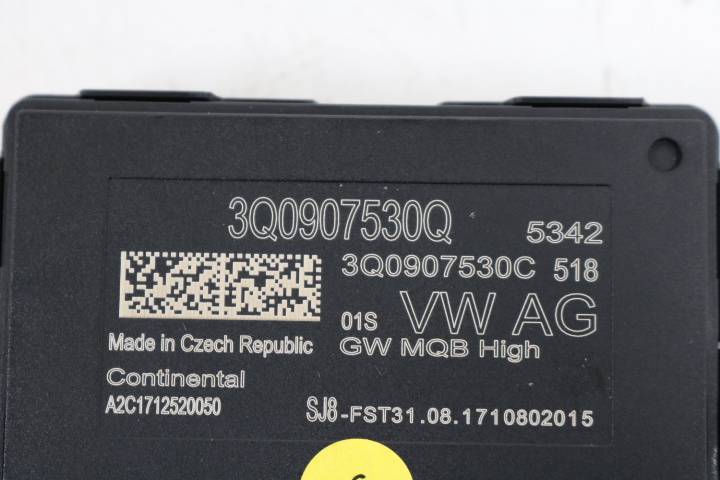 3Q0907530Q 5342
3Q0907530C 518
01S VW AG
Made in Czech Republic GW MQB High
Continental
A2C1712520050 SJ8-FST31.08.1710802015